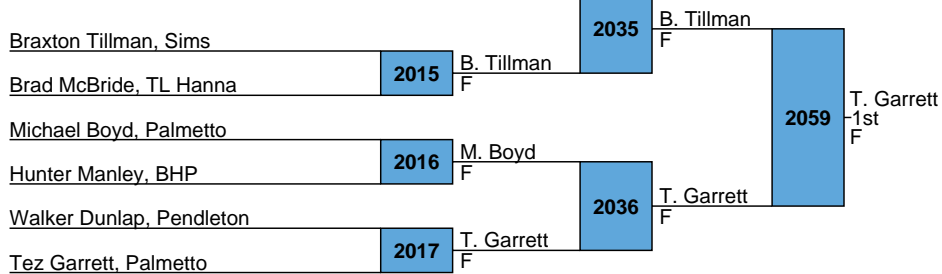 Braxton Tillman, Sims
Brad McBride, TL Hanna
Michael Boyd, Palmetto
Hunter Manley, BHP
Walker Dunlap, Pendleton
Tez Garrett, Palmetto
2015
2016
2017
B. Tillman
F
M. Boyd
F
T. Garrett
F
2035
2036
B. Tillman
F
T. Garrett
F
2059
T. Garrett
1st
F